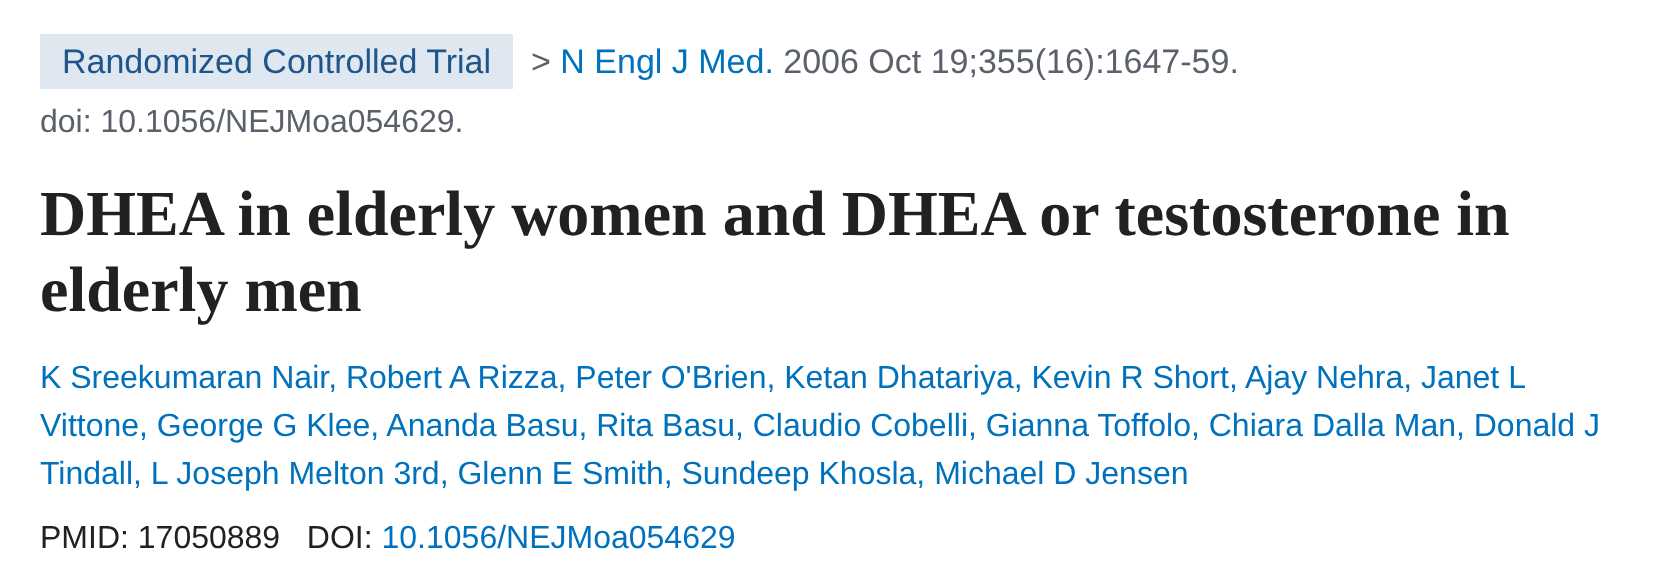 Randomized Controlled Trial > N Engl J Med. 2006 Oct 19;355(16):1647-59.
doi: 10.1056/NEJMoa054629.
DHEA in elderly women and DHEA or testosterone in
elderly men
K Sreekumaran Nair, Robert A Rizza, Peter O'Brien, Ketan Dhatariya, Kevin R Short, Ajay Nehra, Janet L
Vittone, George G Klee, Ananda Basu, Rita Basu, Claudio Cobelli, Gianna Toffolo, Chiara Dalla Man, Donald J
Tindall, L Joseph Melton 3rd, Glenn E Smith, Sundeep Khosla, Michael D Jensen
PMID: 17050889 DOI: 10.1056/NEJMoa054629